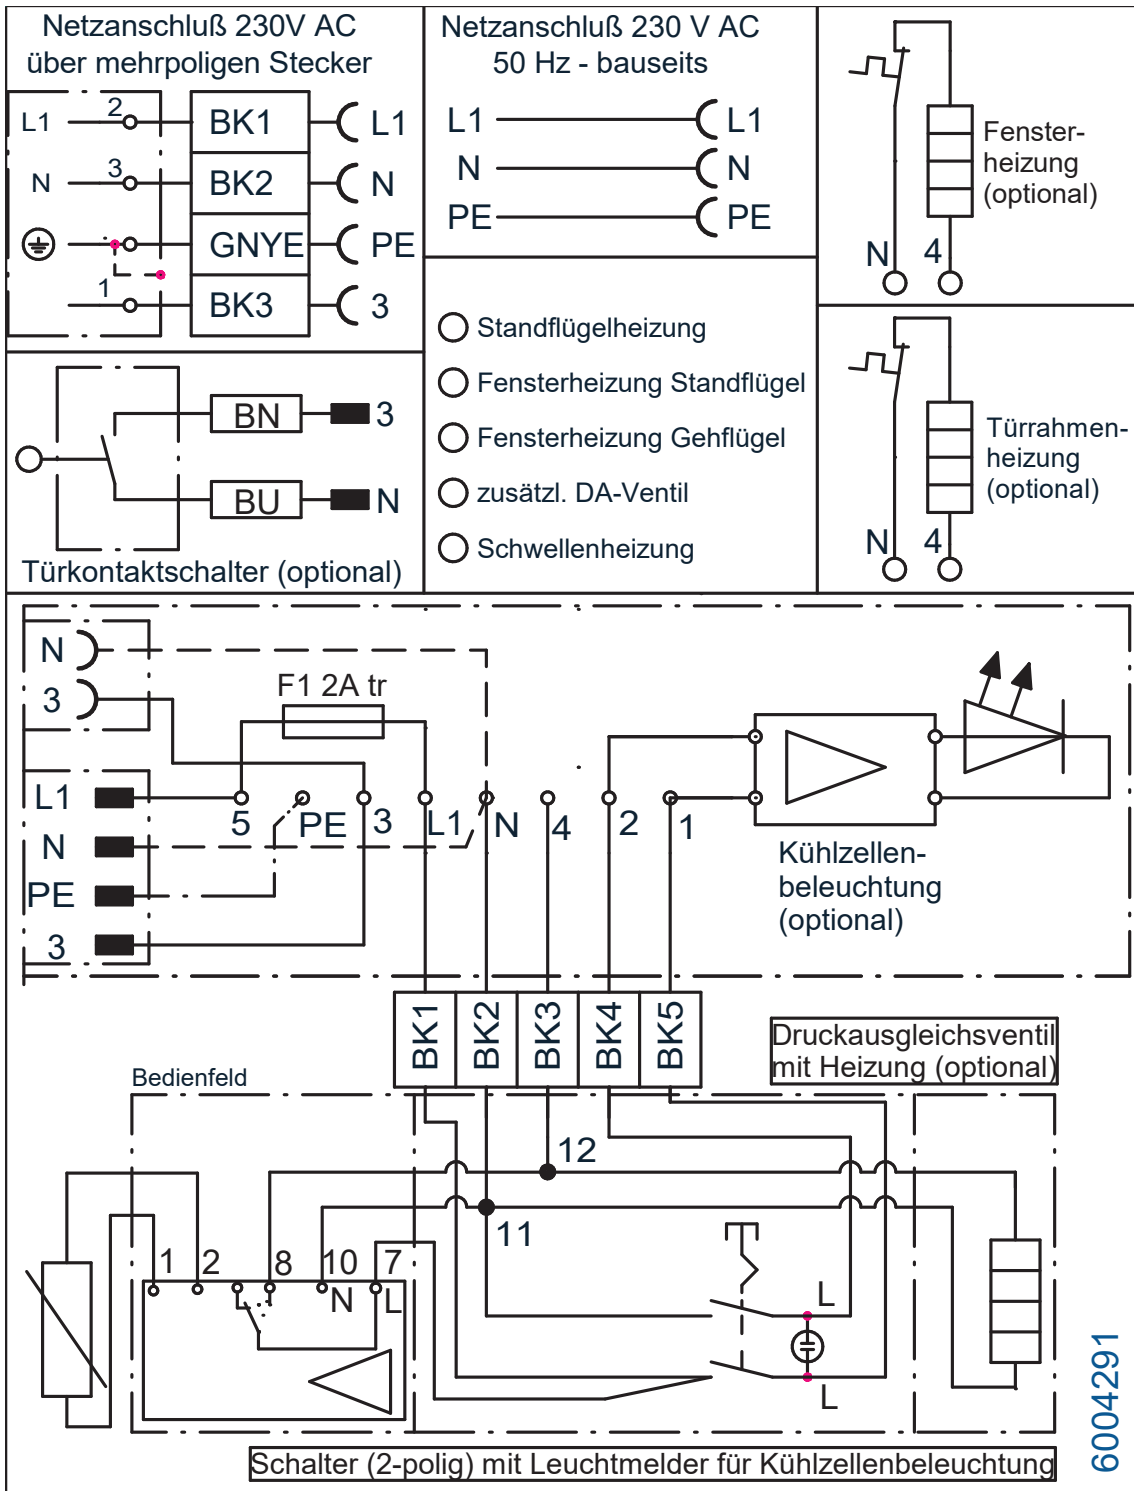 Netzanschluß 230V AC
über mehrpoligen Stecker
L1 2 BK1 L1
N 3 BK2 N
GNYE PE
1 BK3 3
Netzanschluß 230 V AC
50 Hz - bauseits
L1 L1
N N
PE PE
Fenster-
heizung
(optional)
N 4
BN 3
BU N
Türkontaktschalter (optional)
Standflügelheizung
Fensterheizung Standflügel
Fensterheizung Gehflügel
zusätzl. DA-Ventil
Schwellenheizung
Türrahmen-
heizung
(optional)
N 4
N
3
F1 2A tr
L1
N
PE
3
5 PE 3 L1 N 4 2 1
Kühlzellen-
beleuchtung
(optional)
BK1 BK2 BK3 BK4 BK5
Druckausgleichsventil
mit Heizung (optional)
Bedienfeld
12
11
1 2 8 10 7
N L
L
L
6004291
Schalter (2-polig) mit Leuchtmelder für Kühlzellenbeleuchtung